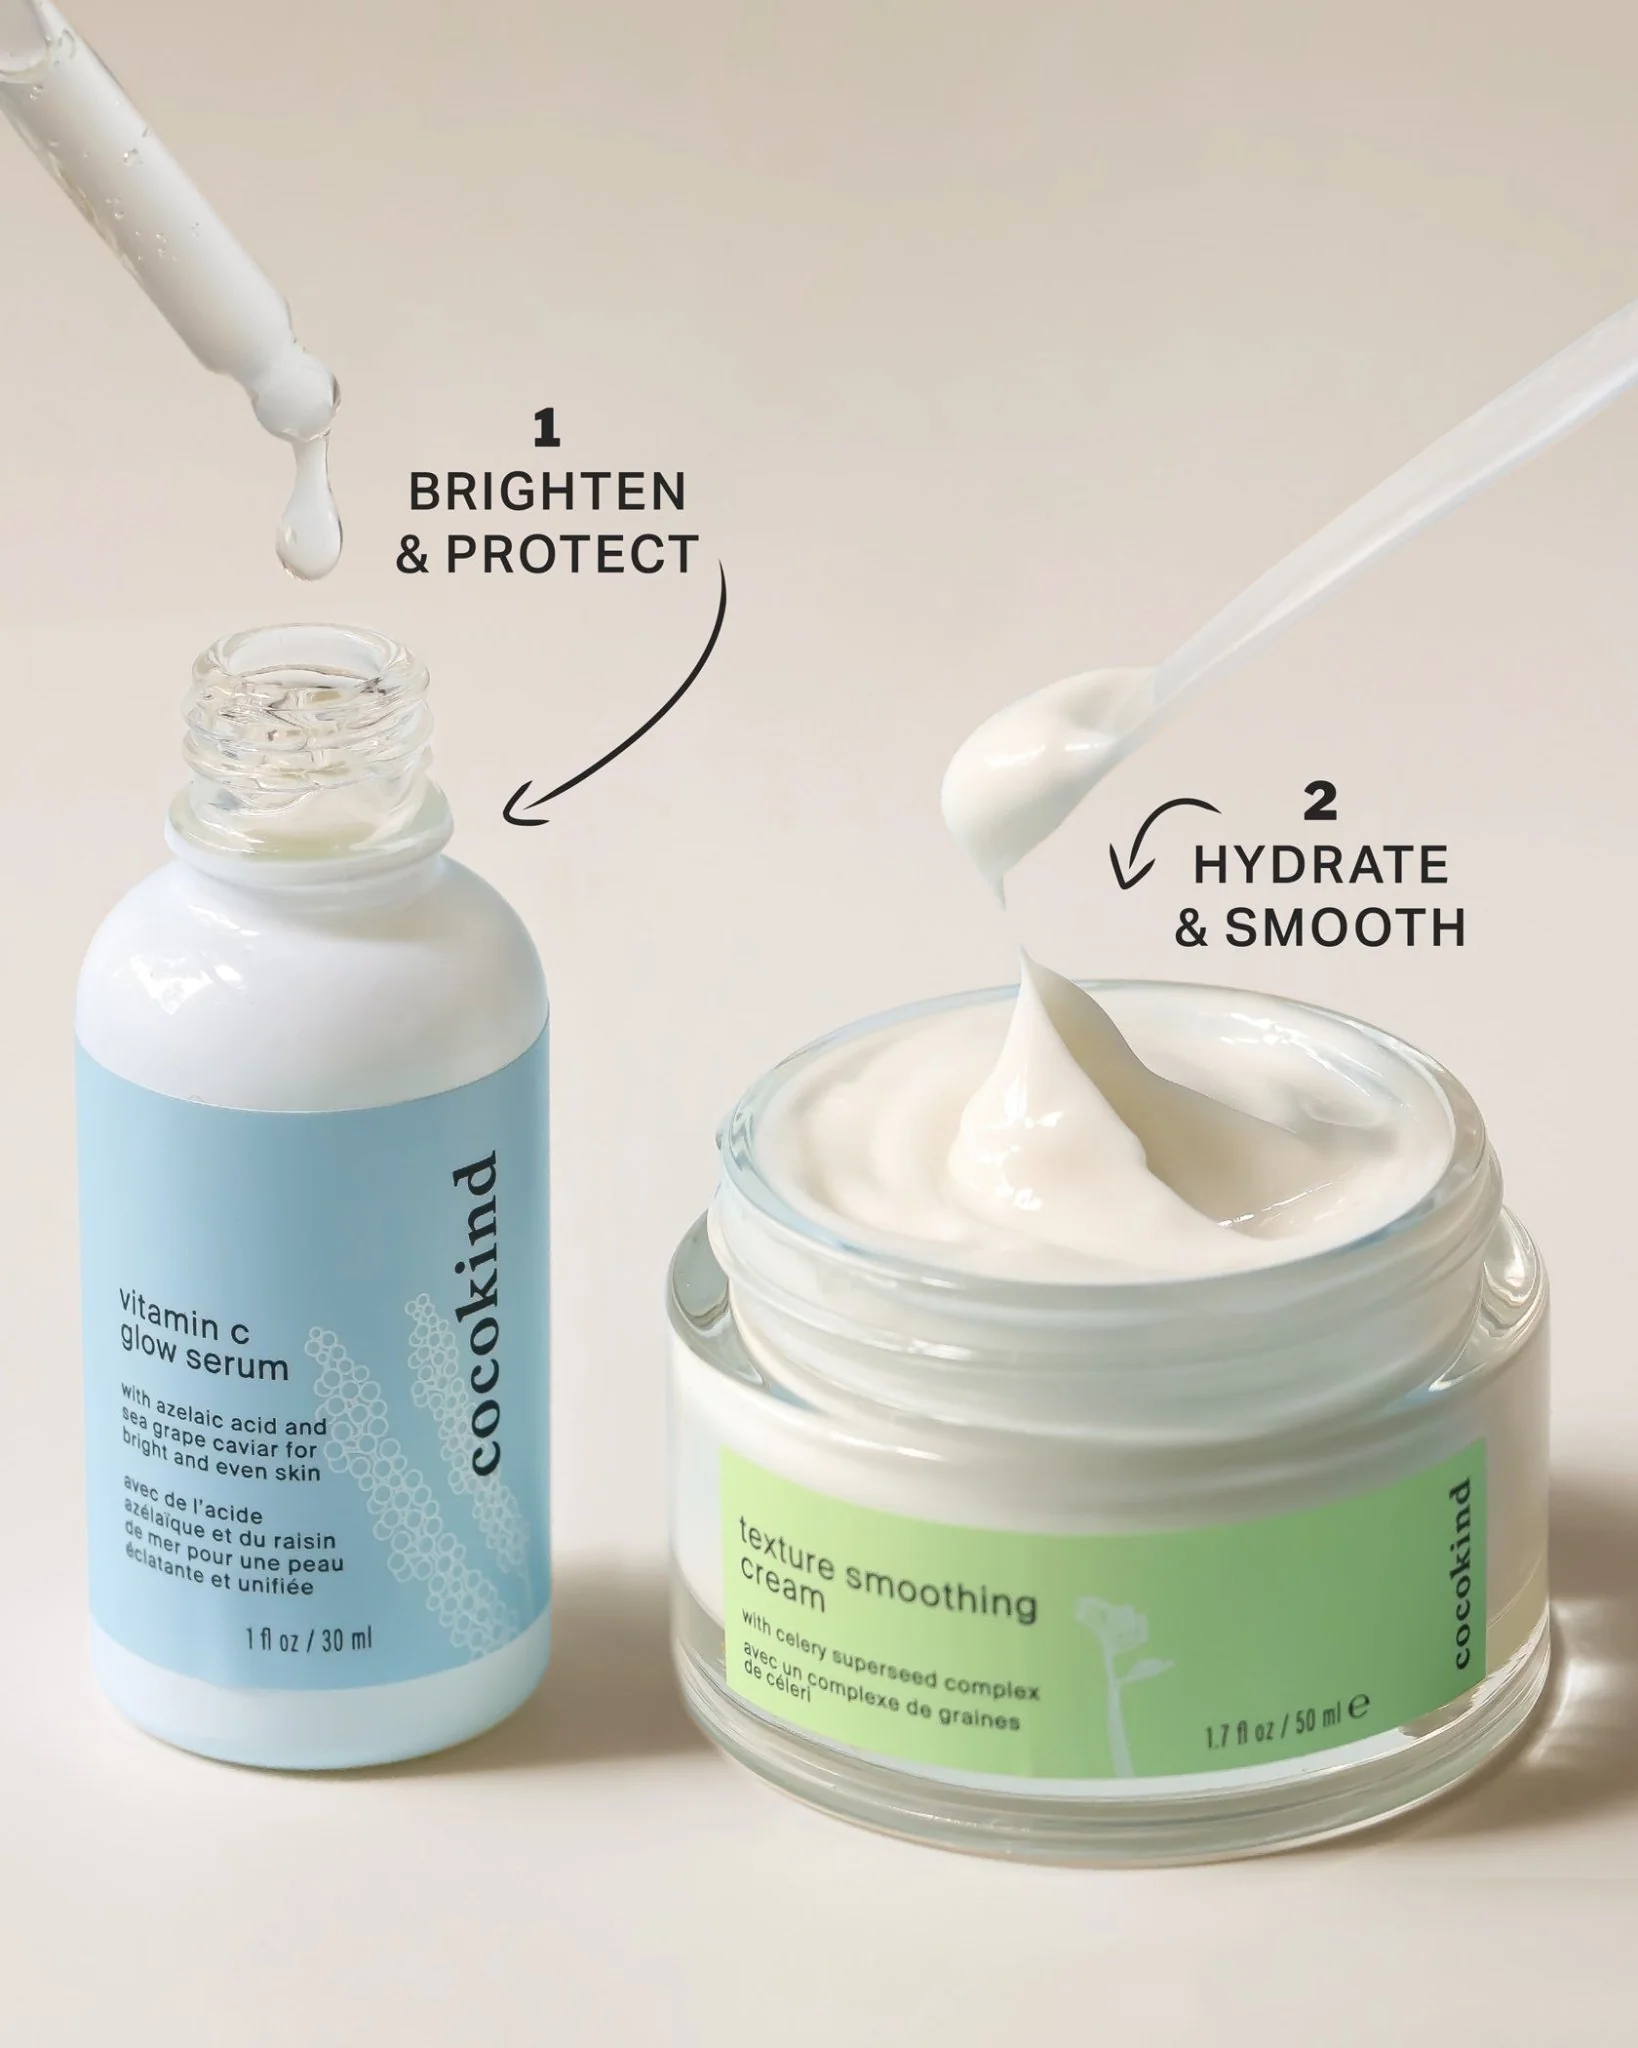 1
BRIGHTEN
& PROTECT
2
HYDRATE
& SMOOTH
cocokind
vitamin c
glow serum
with azelaic acid and
sea grape caviar for
bright and even skin
avec de l'acide
azélaïque et du raisin
de mer pour une peau
éclatante et unifiée
1 fl oz / 30 ml
texture smoothing
cream
with celery superseed complex
avec un complexe de graines
de céleri
1.7 fl oz / 50 ml ℮
cocokind